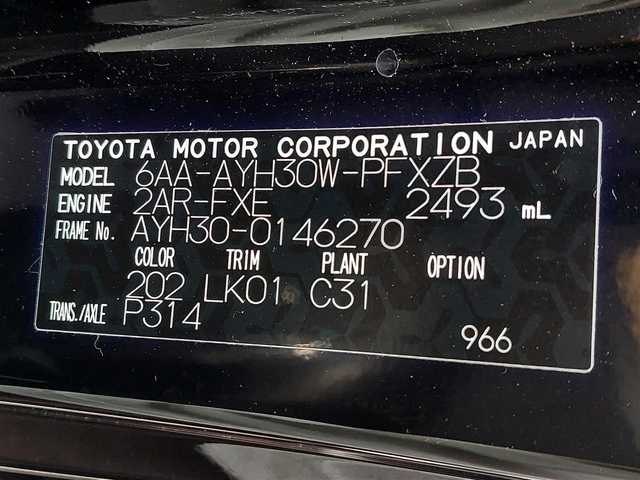 TOYOTA MOTOR CORPORATION JAPAN
MODEL 6AA-AYH30W-PFXZB
ENGINE 2AR-FXE 2493 mL
FRAME No. AYH30-0146270
COLOR TRIM PLANT OPTION
202 LK01 C31
TRANS./AXLE P314
966